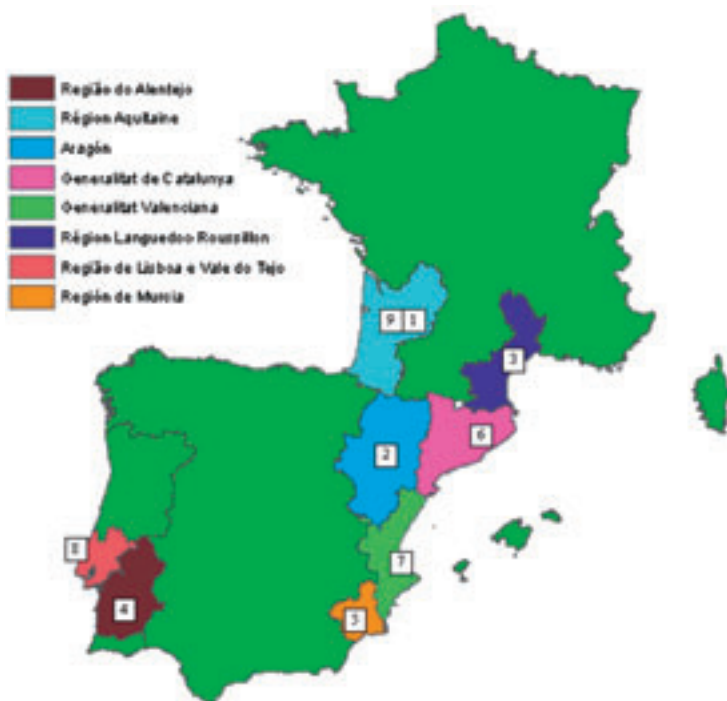 Região do Alentejo
Région Aquitaine
Aragón
Generalitat de Catalunya
Generalitat Valenciana
Région Languedoc Roussillon
Região de Lisboa e Vale do Tejo
Región de Murcia
9 1
3
6
2
8
7
4